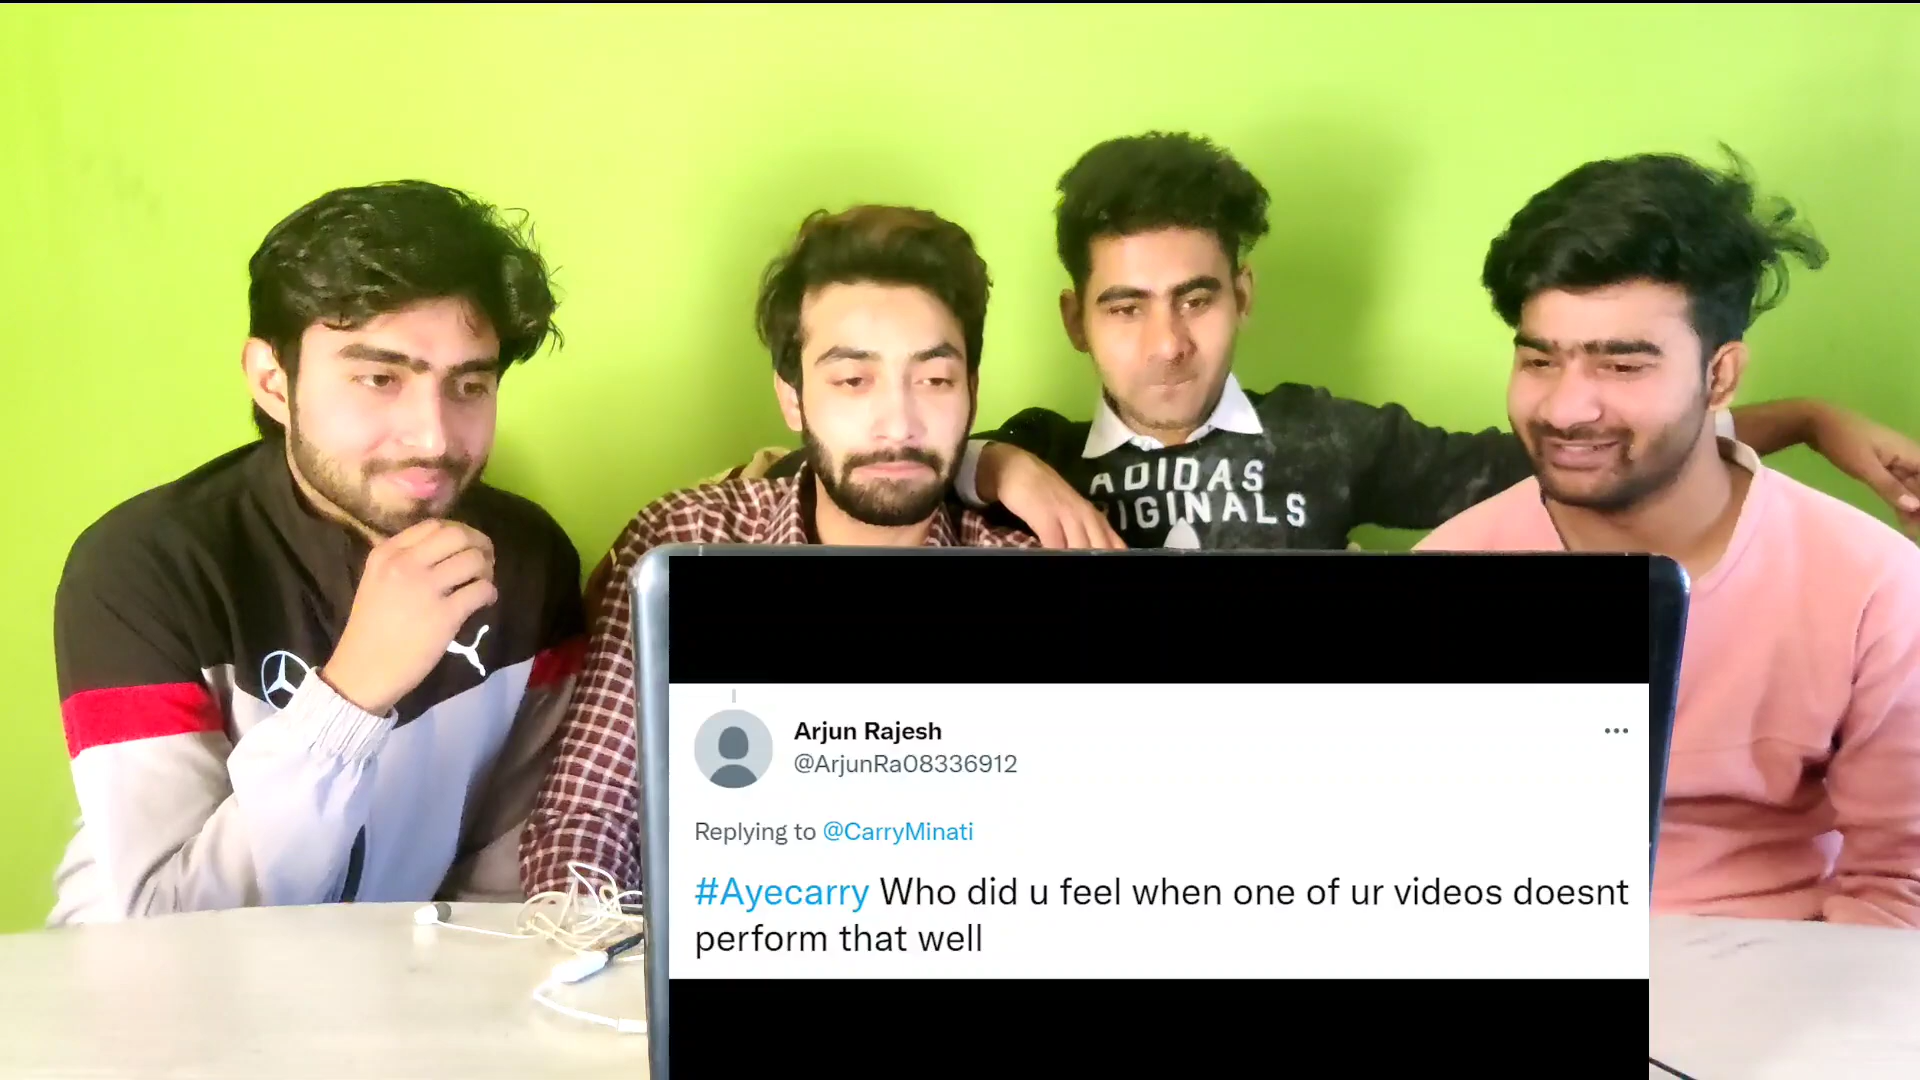 ADIDAS
ORIGINALS
Arjun Rajesh
@ArjunRa08336912
Replying to @CarryMinati
#Ayecarry Who did u feel when one of ur videos doesnt
perform that well